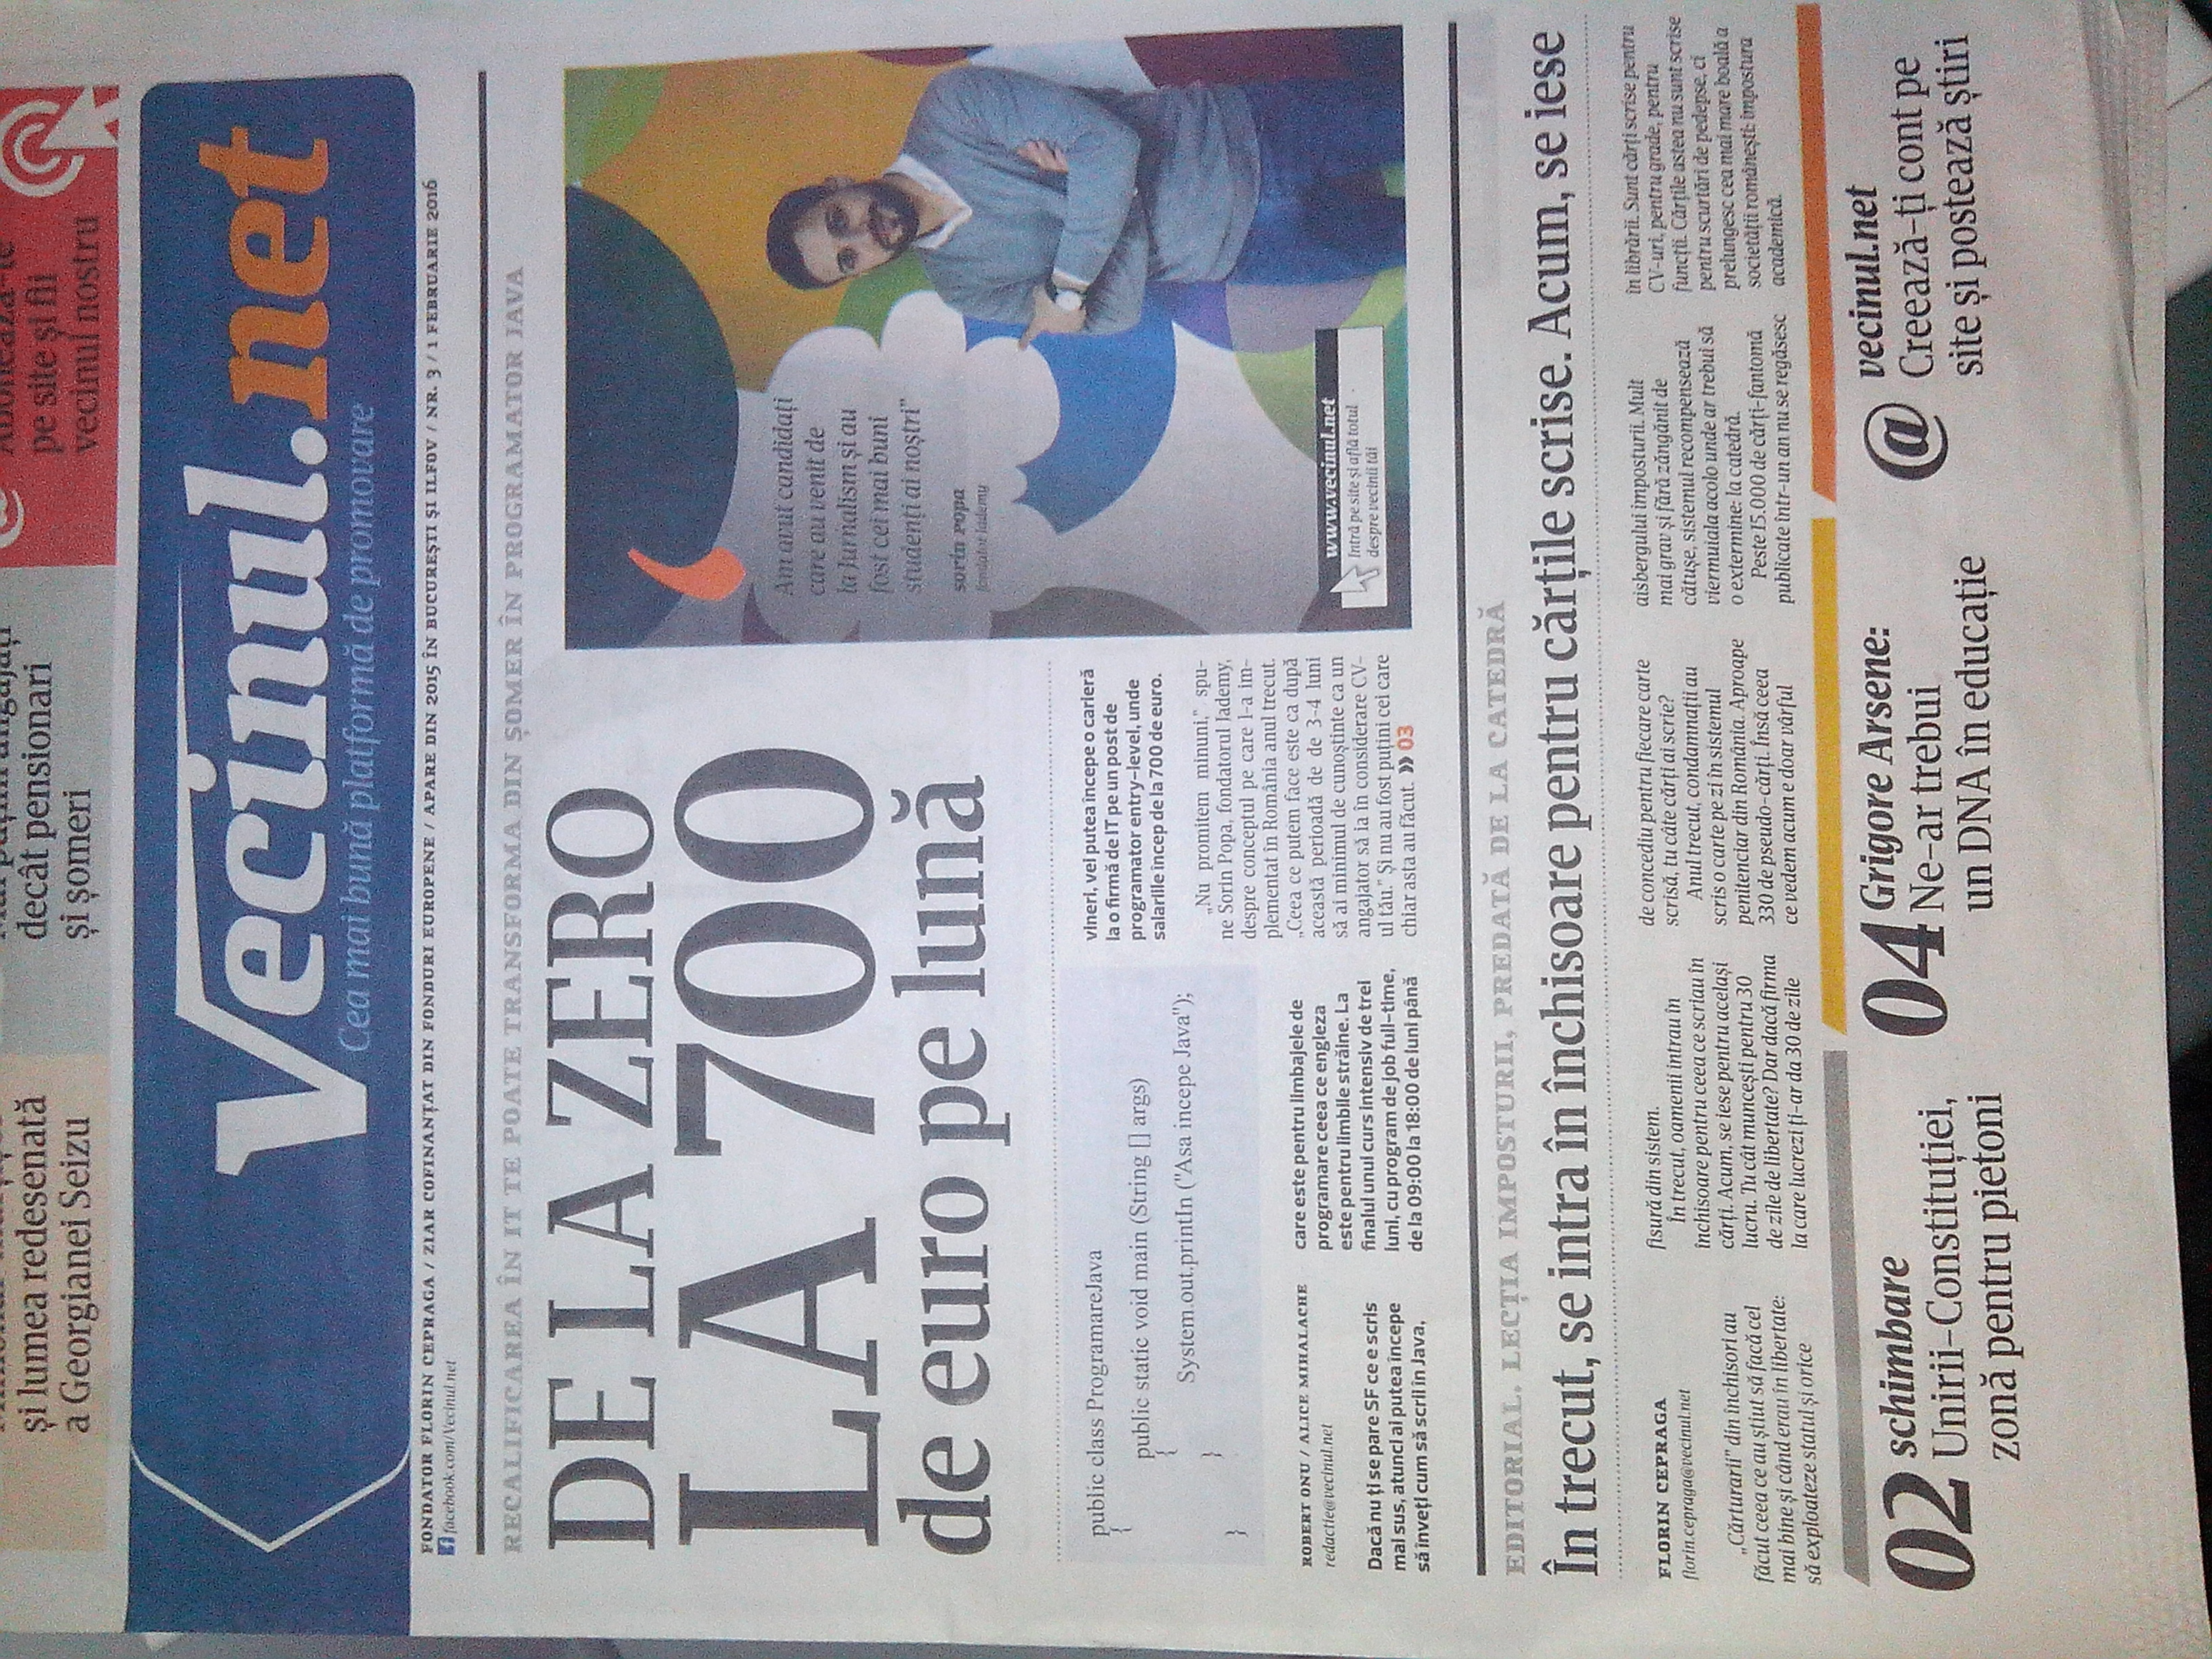 și lumea redesenată
a Georgianei Seizu
decât pensionari
și șomeri
pe site și fii
vecinul nostru
Vecinul.net
Cea mai bună platformă de promovare
FONDATOR FLORIN CEPRAGA / ZIAR COFINANȚAT DIN FONDURI EUROPENE / APARE DIN 2015 ÎN BUCUREȘTI ȘI ILFOV / NR. 3 / 1 FEBRUARIE 2016
facebook.com/Vecinul.net
RECALIFICAREA ÎN IT TE POATE TRANSFORMA DIN ȘOMER ÎN PROGRAMATOR JAVA
DE LA ZERO
LA 700
de euro pe lună
Am avut candidați
care au venit de
la Jurnalism și au
fost cei mai buni
studenți ai noștri”
Sorin Popa
fondator Jademy
public class ProgramareJava
{
public static void main (String [] args)
{
System.out.printIn ("Asa incepe Java");
}
}
ROBERT ONU / ALICE MIHALACHE
redactie@vecinul.net
Dacă nu ți se pare SF ce e scris
mai sus, atunci ai putea începe
să înveți cum să scrii în Java,
care este pentru limbajele de
programare ceea ce engleza
este pentru limbile străine. La
finalul unui curs intensiv de trei
luni, cu program de job full-time,
de la 09:00 la 18:00 de luni până
vineri, vei putea începe o carieră
la o firmă de IT pe un post de
programator entry-level, unde
salariile încep de la 700 de euro.
„Nu promitem minuni,” spu-
ne Sorin Popa, fondatorul Jademy,
despre conceptul pe care l-a im-
plementat în România anul trecut.
„Ceea ce putem face este ca după
această perioadă de de 3-4 luni
să ai minimul de cunoștinte ca un
angajator să ia în considerare CV-
ul tău.” Și nu au fost puțini cei care
chiar asta au făcut. » 03
www.vecinul.net
Intră pe site și află totul
despre vecinii tăi
EDITORIAL. LECȚIA IMPOSTURII, PREDATĂ DE LA CATEDRĂ
În trecut, se intra în închisoare pentru cărțile scrise. Acum, se iese
FLORIN CEPRAGA
florin.cepraga@vecinul.net
„Cărturarii” din închisori au
făcut ceea ce au știut să facă cel
mai bine și când erau în libertate:
să exploateze statul și orice
fisură din sistem.
În trecut, oamenii intrau în
închisoare pentru ceea ce scriau în
cărți. Acum, se iese pentru același
lucru. Tu cât muncești pentru 30
de zile de libertate? Dar dacă firma
la care lucrezi ți-ar da 30 de zile
de concediu pentru fiecare carte
scrisă, tu câte cărți ai scrie?
Anul trecut, condamnații au
scris o carte pe zi în sistemul
penitenciar din România. Aproape
330 de pseudo-cărți. Însă ceea
ce vedem acum e doar vârful
aisbergului imposturii. Mult
mai grav și fără zăngănit de
cătușe, sistemul recompensează
viermuiala acolo unde ar trebui să
o extermine: la catedră.
Peste 15.000 de cărți-fantomă
publicate într-un an nu se regăsesc
în librării. Sunt cărți scrise pentru
CV-uri, pentru grade, pentru
funcții. Cărțile astea nu sunt scrise
pentru scurtări de pedepse, ci
prelungesc cea mai mare boală a
societății românești: impostura
academică.
02 schimbare
Unirii-Constituției,
zonă pentru pietoni
04 Grigore Arsene:
Ne-ar trebui
un DNA în educație
@ vecinul.net
Creează-ți cont pe
site și postează știri